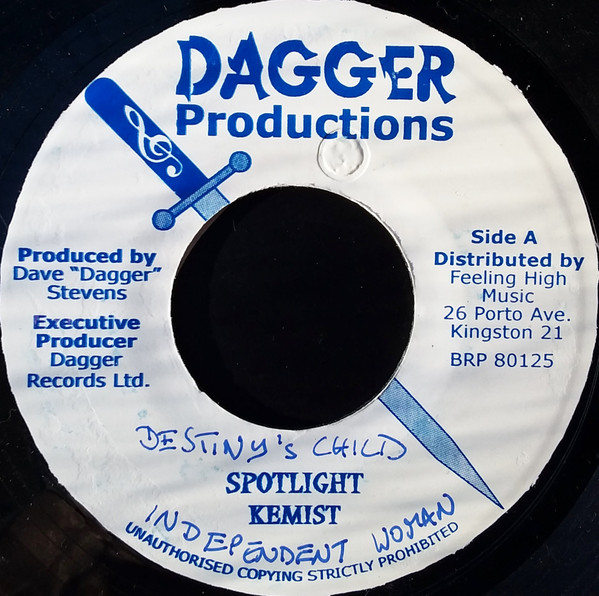 DAGGER
Productions
Produced by
Dave "Dagger"
Stevens
Executive
Producer
Dagger
Records Ltd.
Side A
Distributed by
Feeling High
Music
26 Porto Ave.
Kingston 21
BRP 80125
DESTINY's CHILD
SPOTLIGHT
KEMIST
INDEPENDENT WOMAN
UNAUTHORISED COPYING STRICTLY PROHIBITED